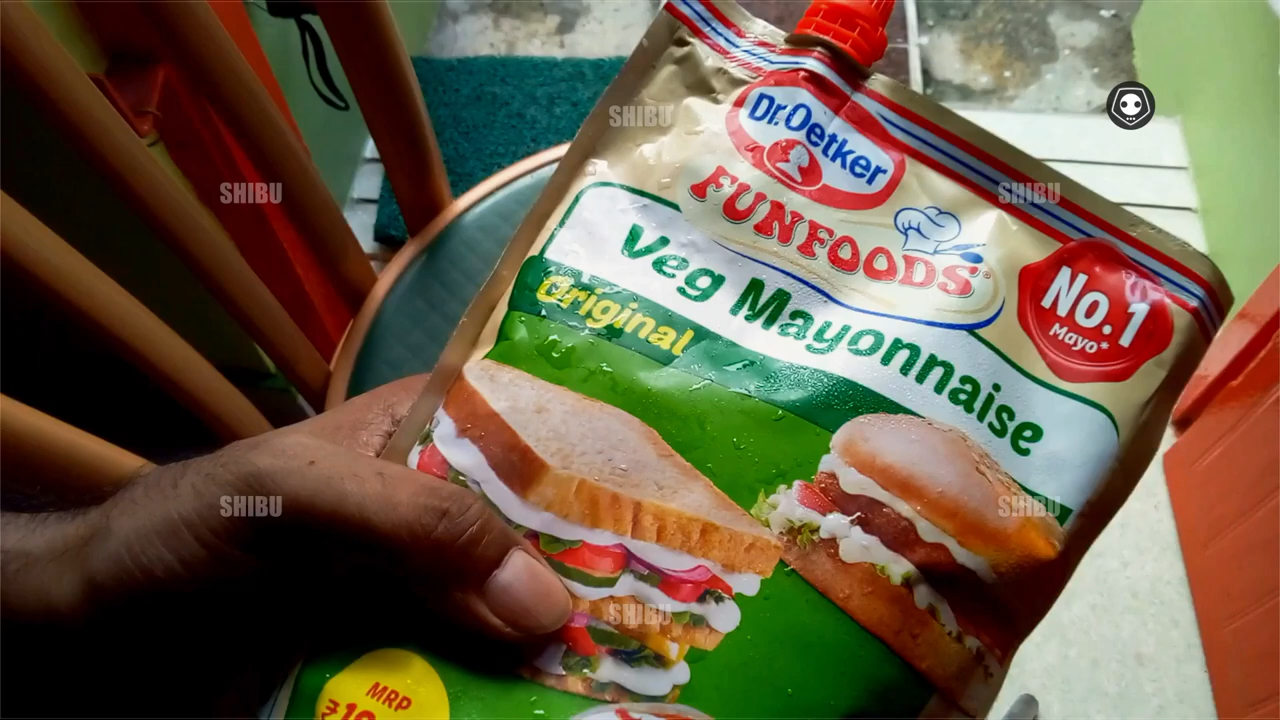 Dr.Oetker
FUNFOODS®
Veg Mayonnaise
Original
No.1
Mayo*
MRP
SHIBU
SHIBU
SHIBU
SHIBU
SHIBU
SHIBU